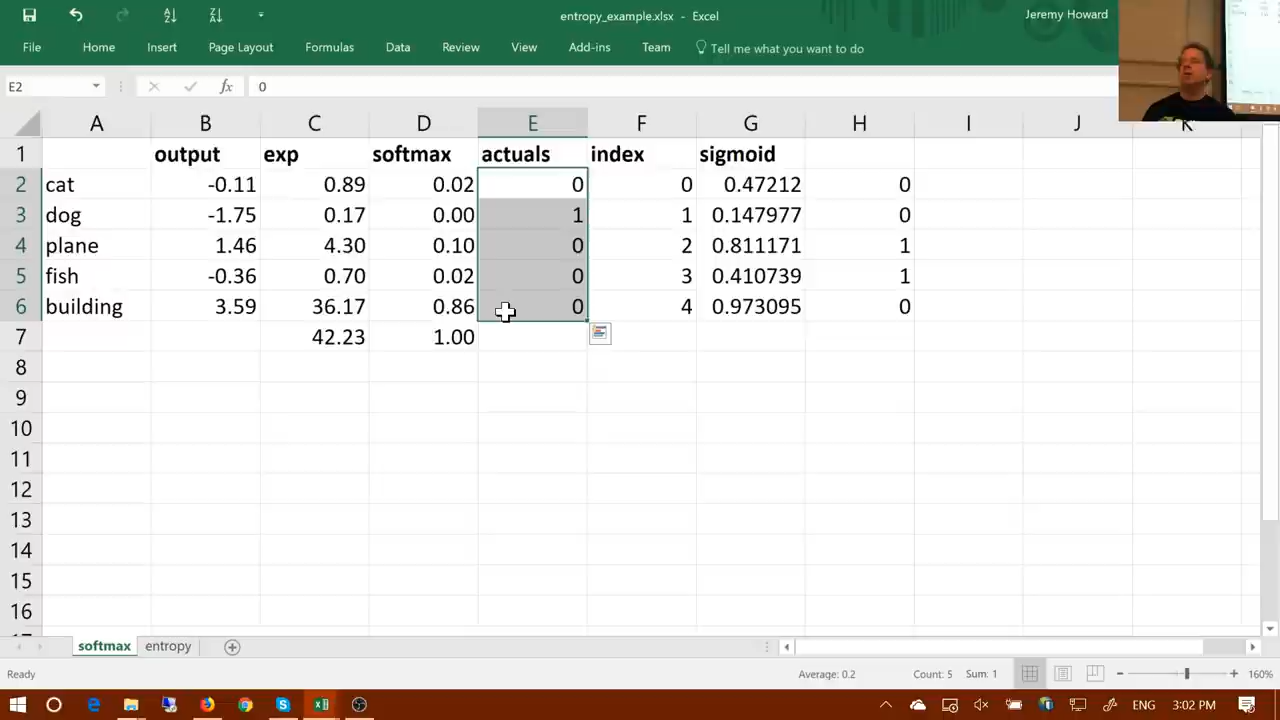 entropy_example.xlsx - Excel
Jeremy Howard
File Home Insert Page Layout Formulas Data Review View Add-ins Team Tell me what you want to do
E2 fx 0
A B C D E F G H I J K
1 output exp softmax actuals index sigmoid
2 cat -0.11 0.89 0.02 0 0 0.47212 0
3 dog -1.75 0.17 0.00 1 1 0.147977 0
4 plane 1.46 4.30 0.10 0 2 0.811171 1
5 fish -0.36 0.70 0.02 0 3 0.410739 1
6 building 3.59 36.17 0.86 0 4 0.973095 0
7 42.23 1.00
8
9
10
11
12
13
14
15
16
softmax entropy
Ready Average: 0.2 Count: 5 Sum: 1 160%
ENG 3:02 PM